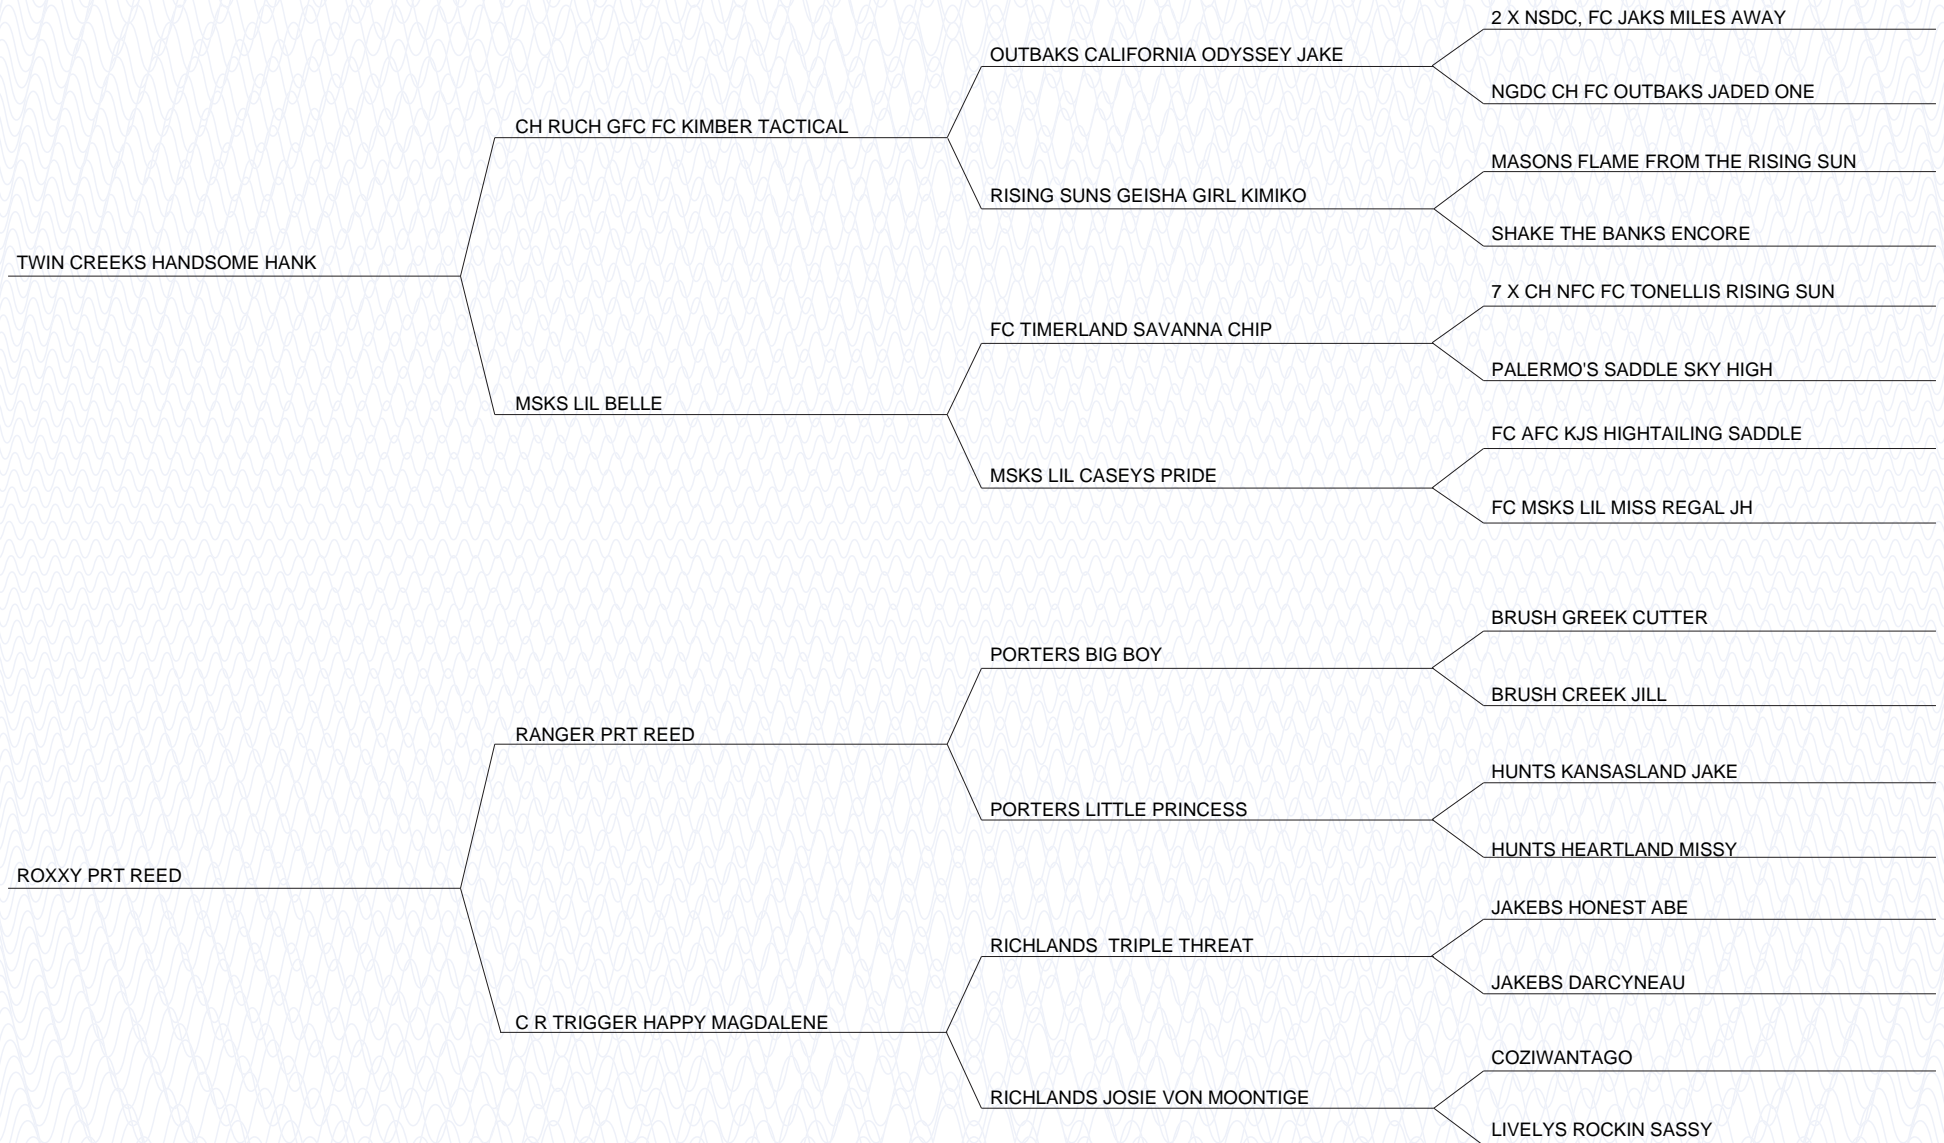 2 X NSDC, FC JAKS MILES AWAY
OUTBAKS CALIFORNIA ODYSSEY JAKE
NGDC CH FC OUTBAKS JADED ONE
CH RUCH GFC FC KIMBER TACTICAL
MASONS FLAME FROM THE RISING SUN
RISING SUNS GEISHA GIRL KIMIKO
SHAKE THE BANKS ENCORE
TWIN CREEKS HANDSOME HANK
7 X CH NFC FC TONELLIS RISING SUN
FC TIMERLAND SAVANNA CHIP
PALERMO'S SADDLE SKY HIGH
MSKS LIL BELLE
FC AFC KJS HIGHTAILING SADDLE
MSKS LIL CASEYS PRIDE
FC MSKS LIL MISS REGAL JH
BRUSH GREEK CUTTER
PORTERS BIG BOY
BRUSH CREEK JILL
RANGER PRT REED
HUNTS KANSASLAND JAKE
PORTERS LITTLE PRINCESS
HUNTS HEARTLAND MISSY
ROXXY PRT REED
JAKEBS HONEST ABE
RICHLANDS  TRIPLE THREAT
JAKEBS DARCYNEAU
C R TRIGGER HAPPY MAGDALENE
COZIWANTAGO
RICHLANDS JOSIE VON MOONTIGE
LIVELYS ROCKIN SASSY